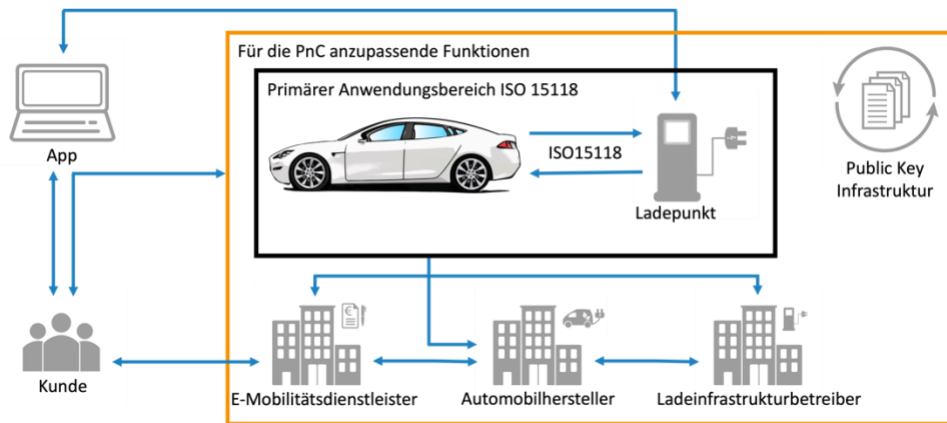 Für die PnC anzupassende Funktionen
Primärer Anwendungsbereich ISO 15118
App
ISO15118
Ladepunkt
Public Key
Infrastruktur
Kunde
E-Mobilitätsdienstleister
Automobilhersteller
Ladeinfrastrukturbetreiber